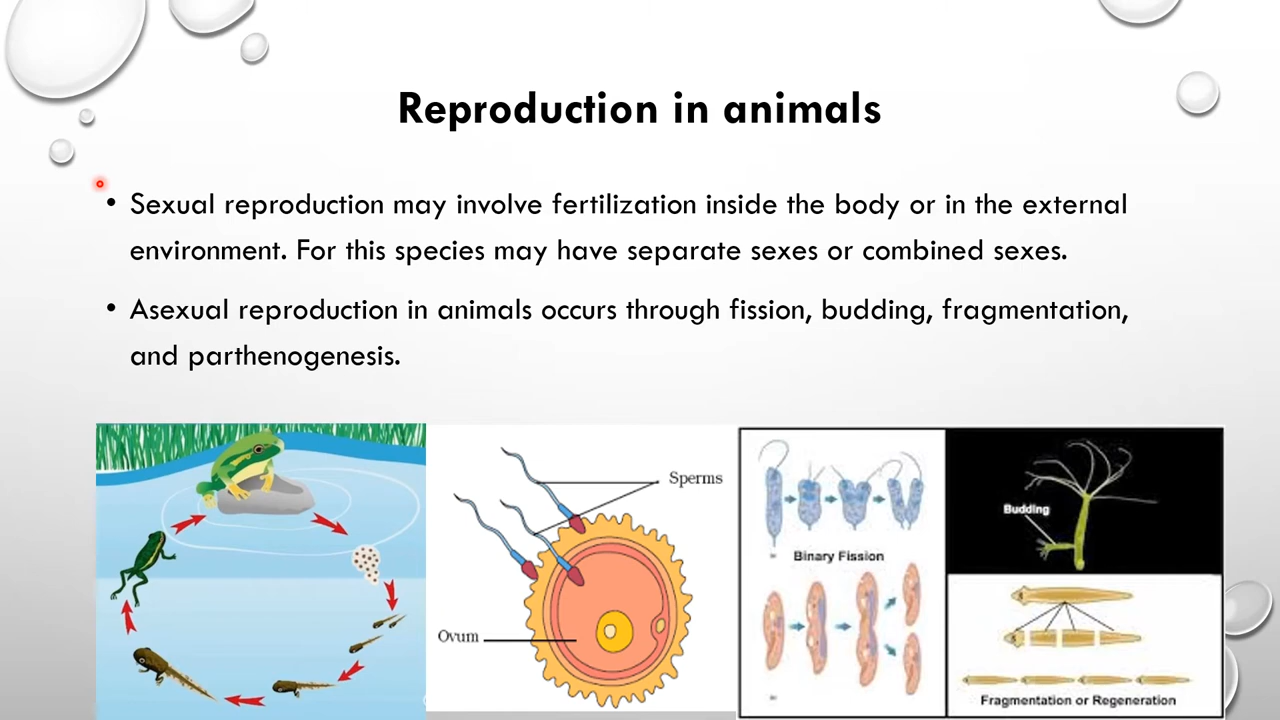 Reproduction in animals
• Sexual reproduction may involve fertilization inside the body or in the external
environment. For this species may have separate sexes or combined sexes.
• Asexual reproduction in animals occurs through fission, budding, fragmentation,
and parthenogenesis.
Sperms
Ovum
Binary Fission
Budding
Fragmentation or Regeneration